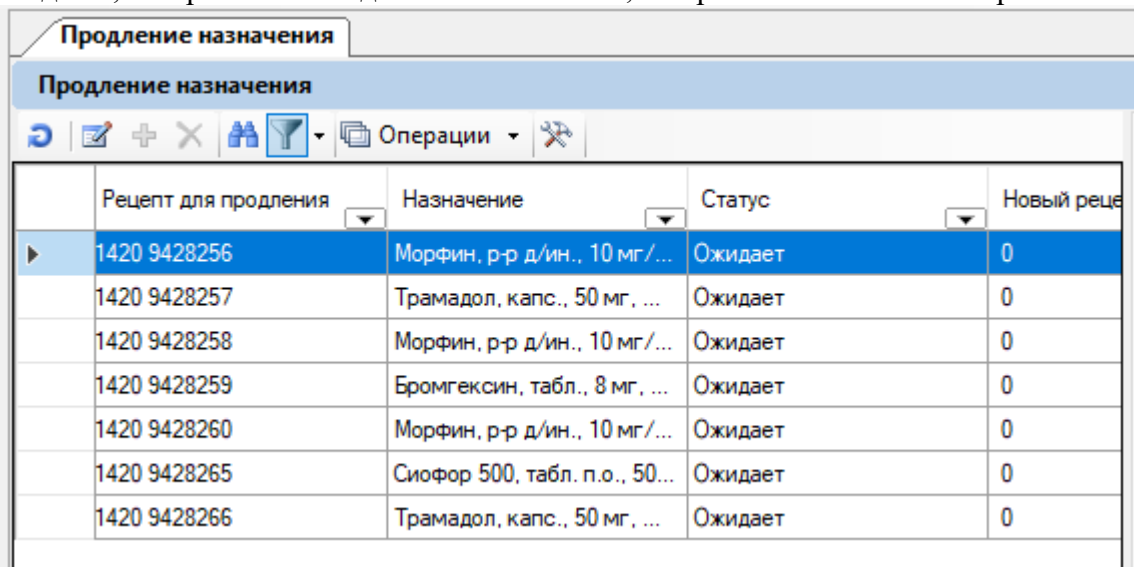 Продление назначения
Продление назначения
Операции
Рецепт для продления Назначение Статус Новый реце
1420 9428256 Морфин, р-р д/ин., 10 мг/... Ожидает 0
1420 9428257 Трамадол, капс., 50 мг, ... Ожидает 0
1420 9428258 Морфин, р-р д/ин., 10 мг/... Ожидает 0
1420 9428259 Бромгексин, табл., 8 мг, ... Ожидает 0
1420 9428260 Морфин, р-р д/ин., 10 мг/... Ожидает 0
1420 9428265 Сиофор 500, табл. п.о., 50... Ожидает 0
1420 9428266 Трамадол, капс., 50 мг, ... Ожидает 0